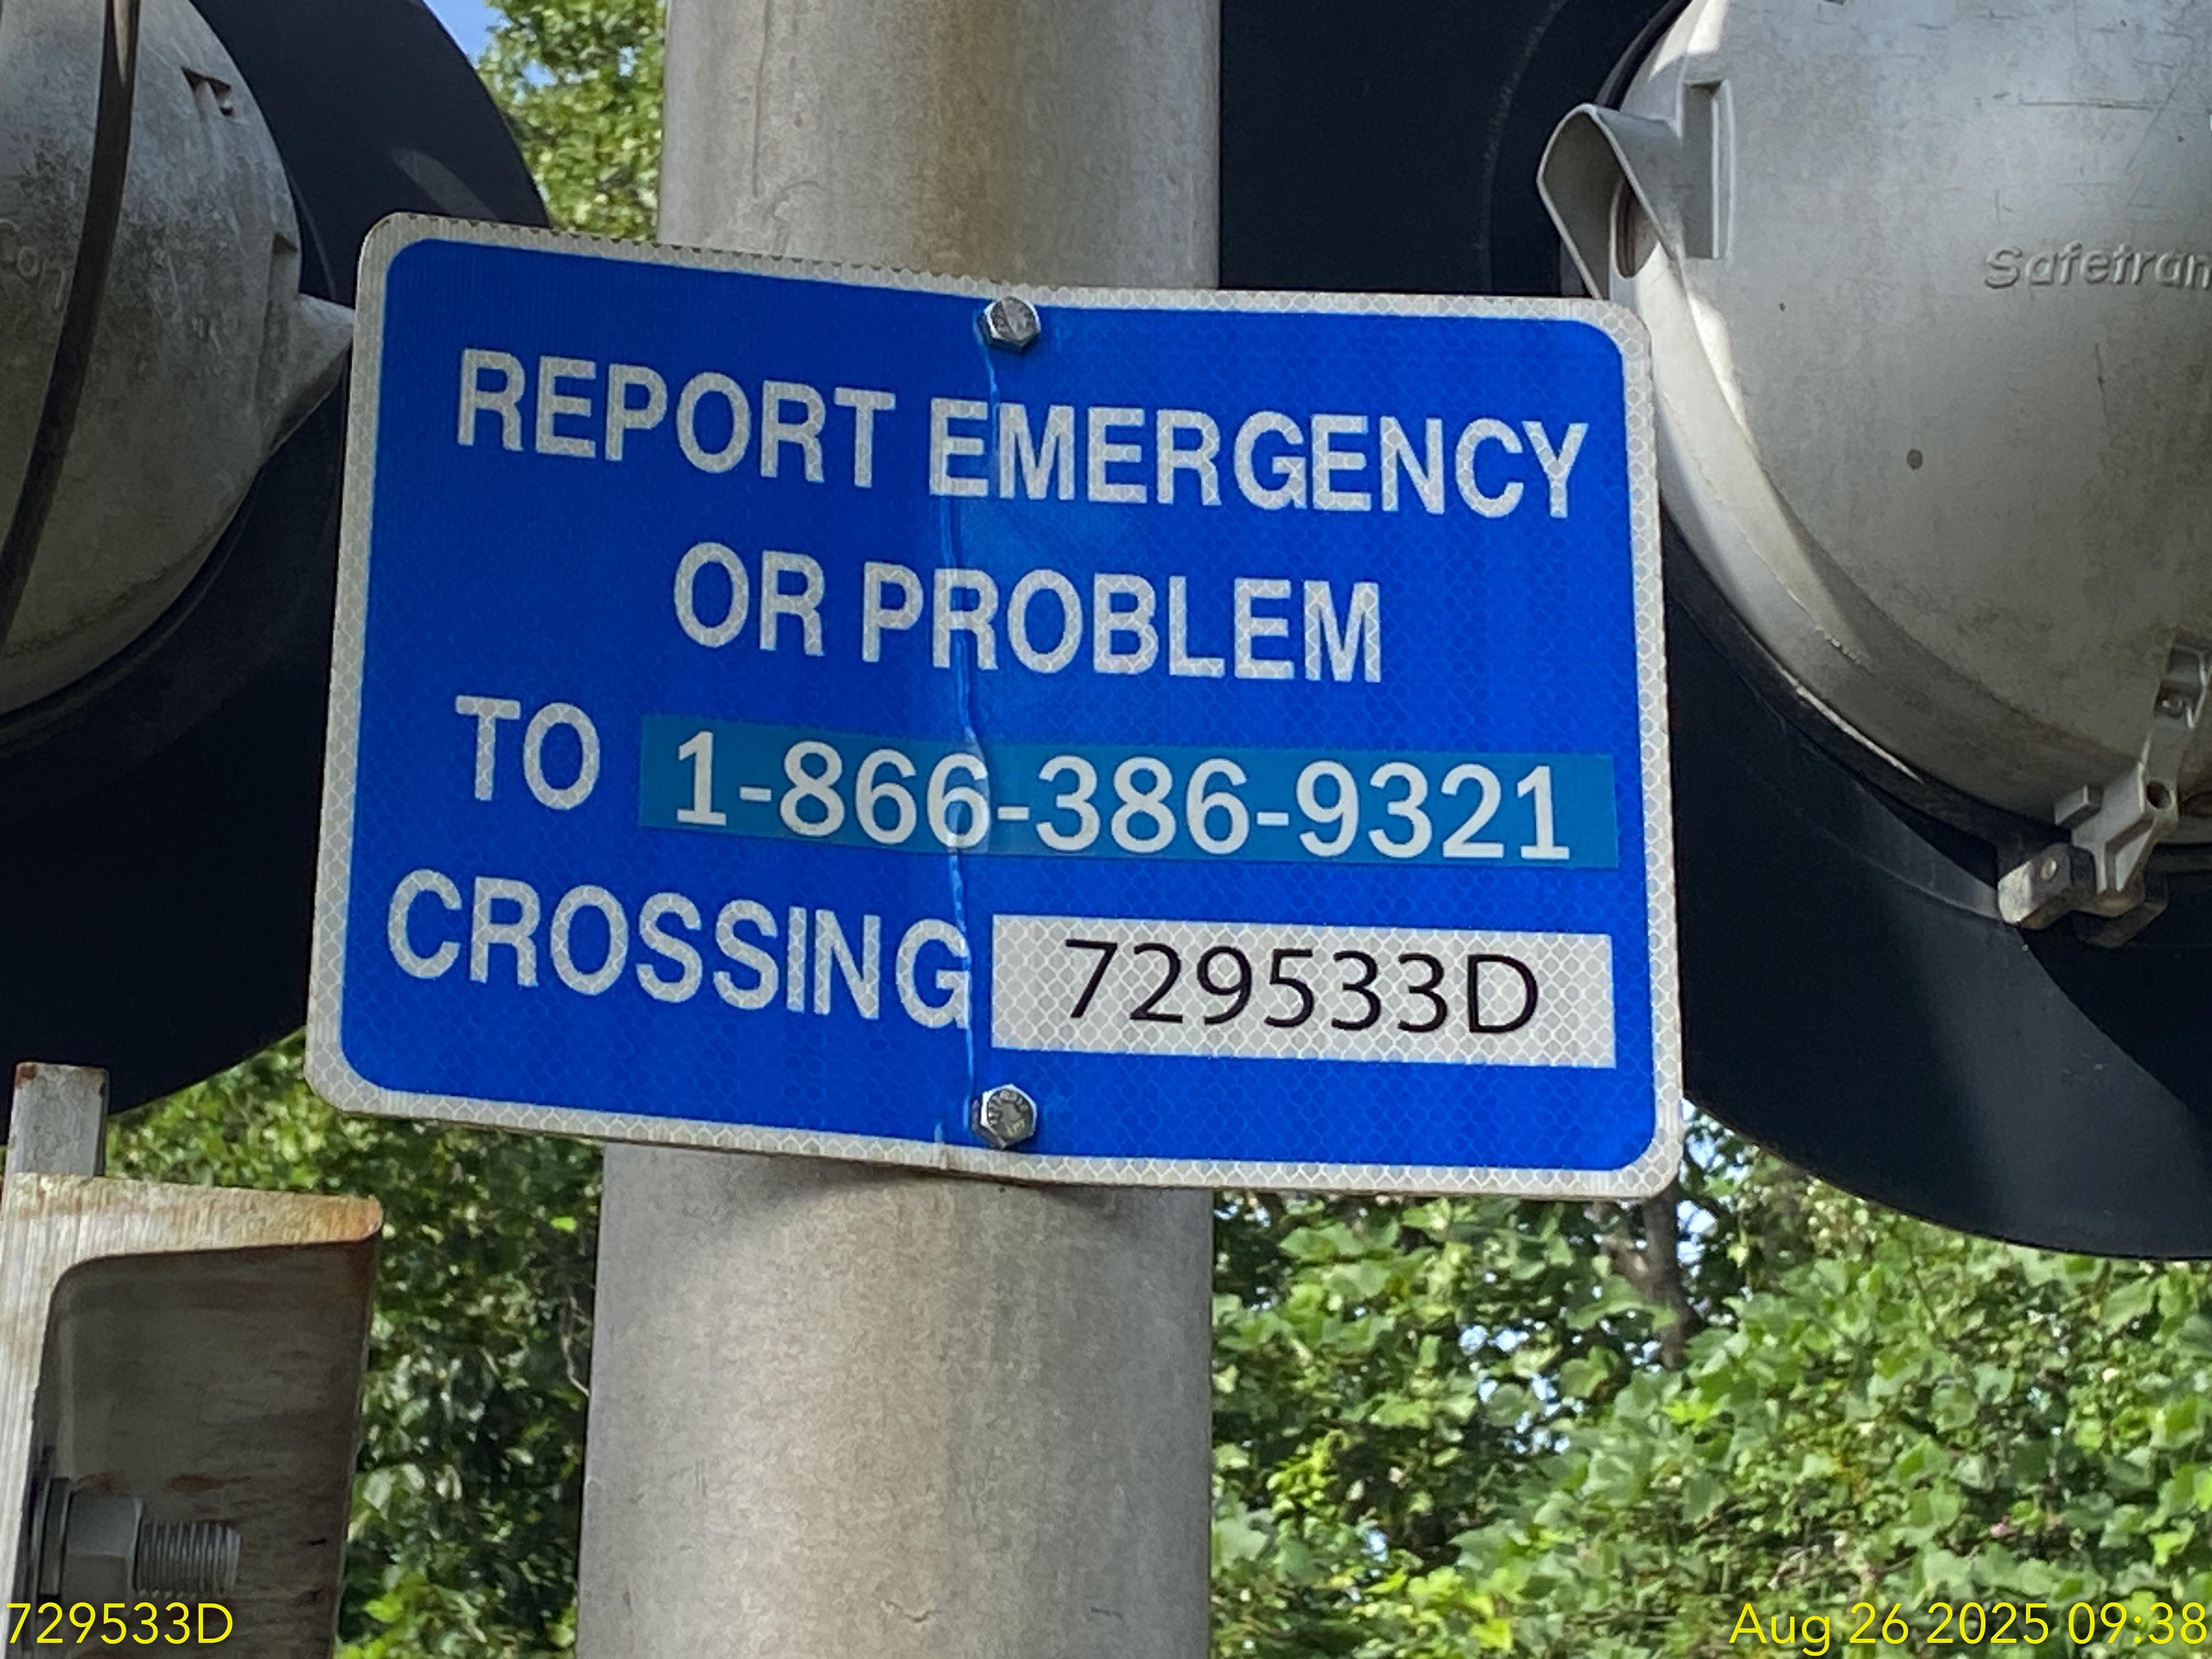 Safetran
REPORT EMERGENCY
OR PROBLEM
TO 1-866-386-9321
CROSSING 729533D
729533D
Aug 26 2025 09:38